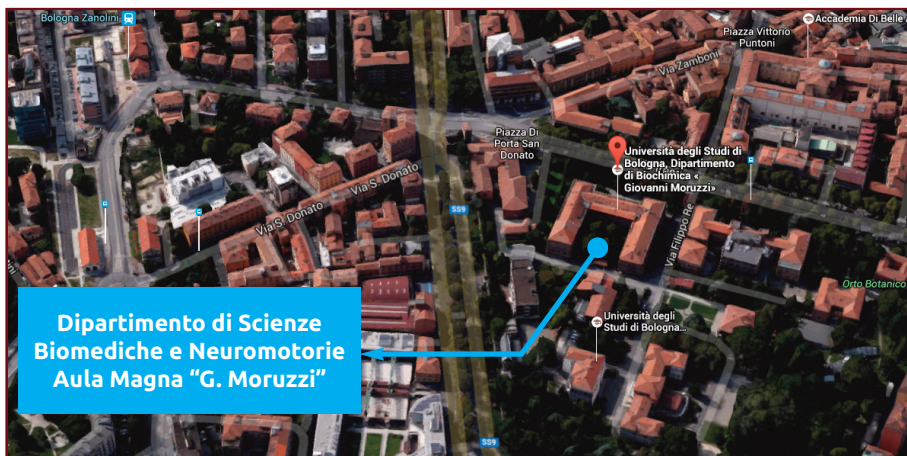 Bologna Zanolini
Accademia Di Belle A
Piazza Vittorio
Puntoni
Via Zamboni
Piazza Di
Porta San
Donato
Università degli Studi di
Bologna, Dipartimento
di Biochimica «
Giovanni Moruzzi»
Via S. Donato
Via S. Donato
SS9
Via Filippo Re
Orto Botanico
Università degli
Studi di Bologna...
Dipartimento di Scienze
Biomediche e Neuromotorie
Aula Magna “G. Moruzzi”
SS9